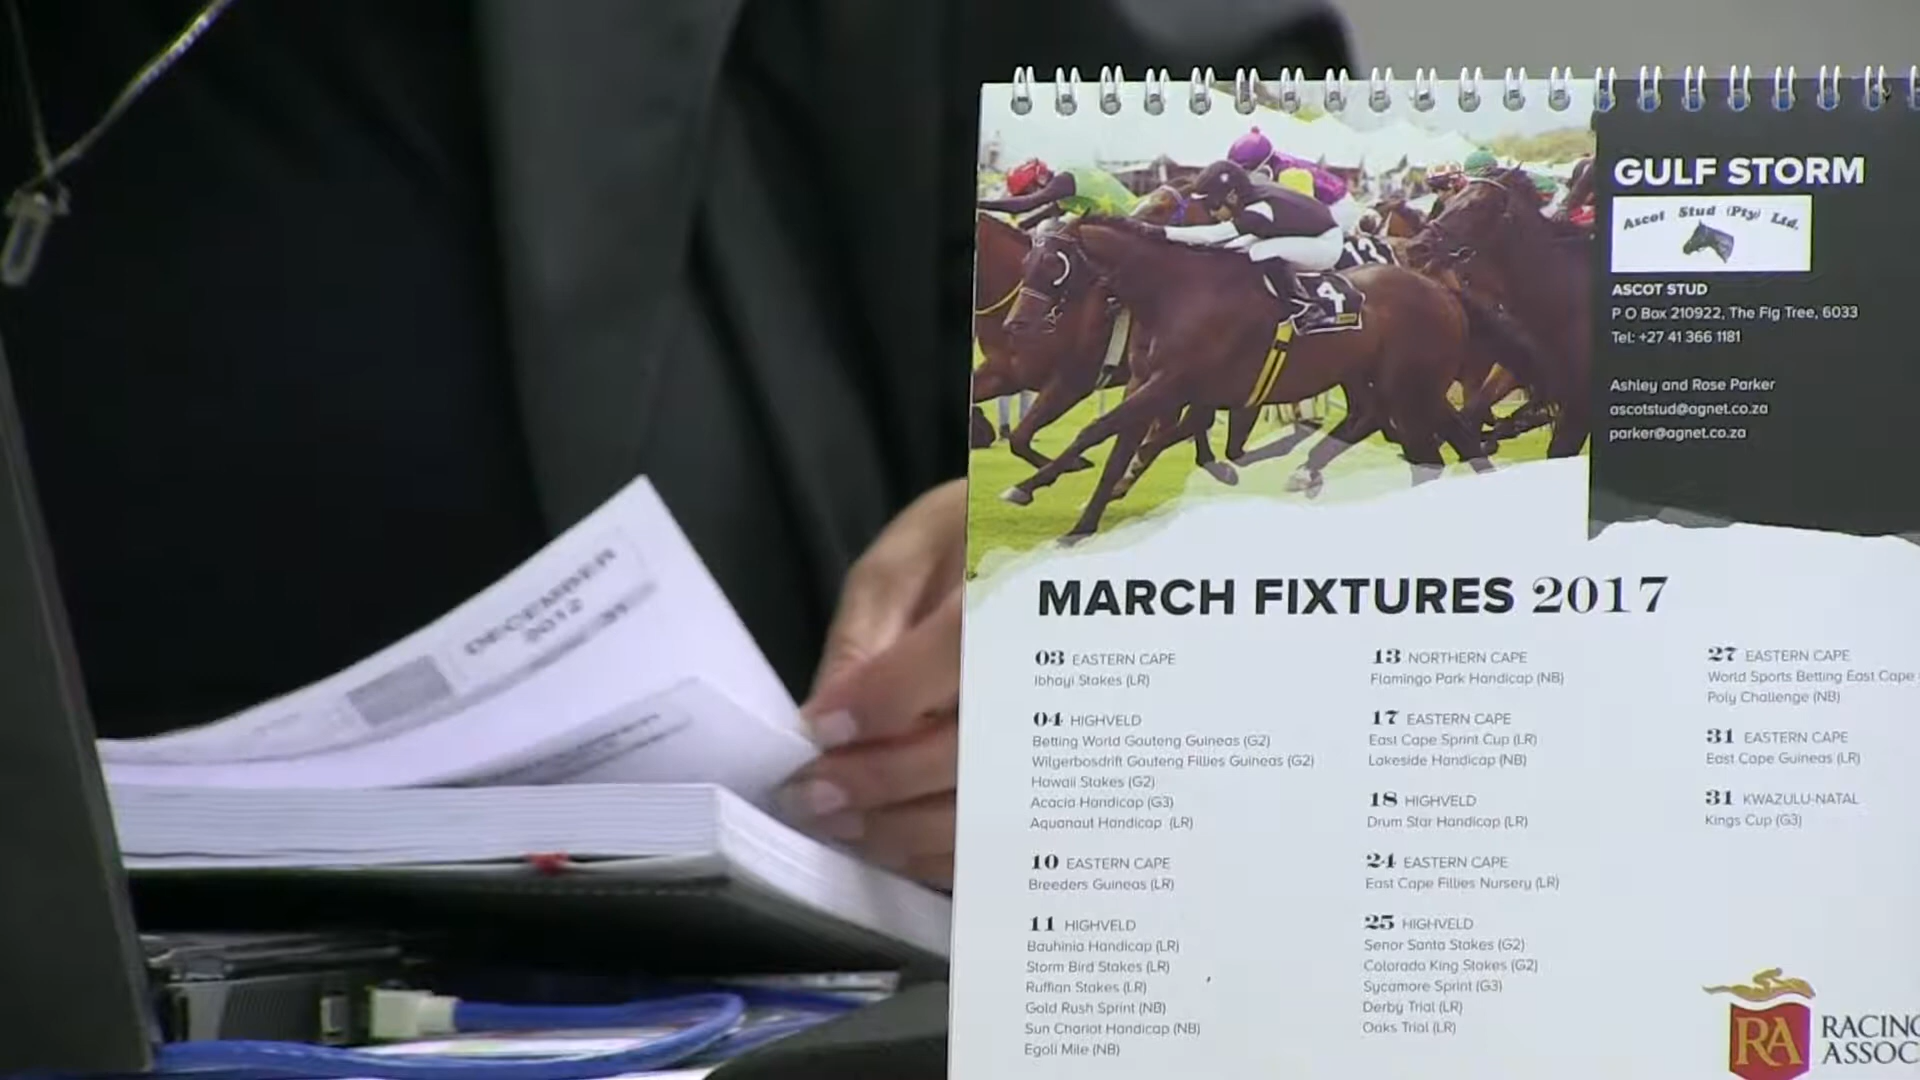 GULF STORM
Ascot Stud (Pty) Ltd.
ASCOT STUD
P O Box 210922, The Fig Tree, 6033
Tel: +27 41 366 1181
Ashley and Rose Parker
ascotstud@agnet.co.za
parker@agnet.co.za
4
13
MARCH FIXTURES 2017
03 EASTERN CAPE
Ibhayi Stakes (LR)
04 HIGHVELD
Betting World Gauteng Guineas (G2)
Wilgerbosdrift Gauteng Fillies Guineas (G2)
Hawaii Stakes (G2)
Acacia Handicap (G3)
Aquanaut Handicap (LR)
10 EASTERN CAPE
Breeders Guineas (LR)
11 HIGHVELD
Bauhinia Handicap (LR)
Storm Bird Stakes (LR)
Ruffian Stakes (LR)
Gold Rush Sprint (NB)
Sun Chariot Handicap (NB)
Egoli Mile (NB)
13 NORTHERN CAPE
Flamingo Park Handicap (NB)
17 EASTERN CAPE
East Cape Sprint Cup (LR)
Lakeside Handicap (NB)
18 HIGHVELD
Drum Star Handicap (LR)
24 EASTERN CAPE
East Cape Fillies Nursery (LR)
25 HIGHVELD
Senor Santa Stakes (G2)
Colorado King Stakes (G2)
Sycamore Sprint (G3)
Derby Trial (LR)
Oaks Trial (LR)
27 EASTERN CAPE
World Sports Betting East Cape
Poly Challenge (NB)
31 EASTERN CAPE
East Cape Guineas (LR)
31 KWAZULU-NATAL
Kings Cup (G3)
RA
RACING
ASSOC
DECEMBER
2012